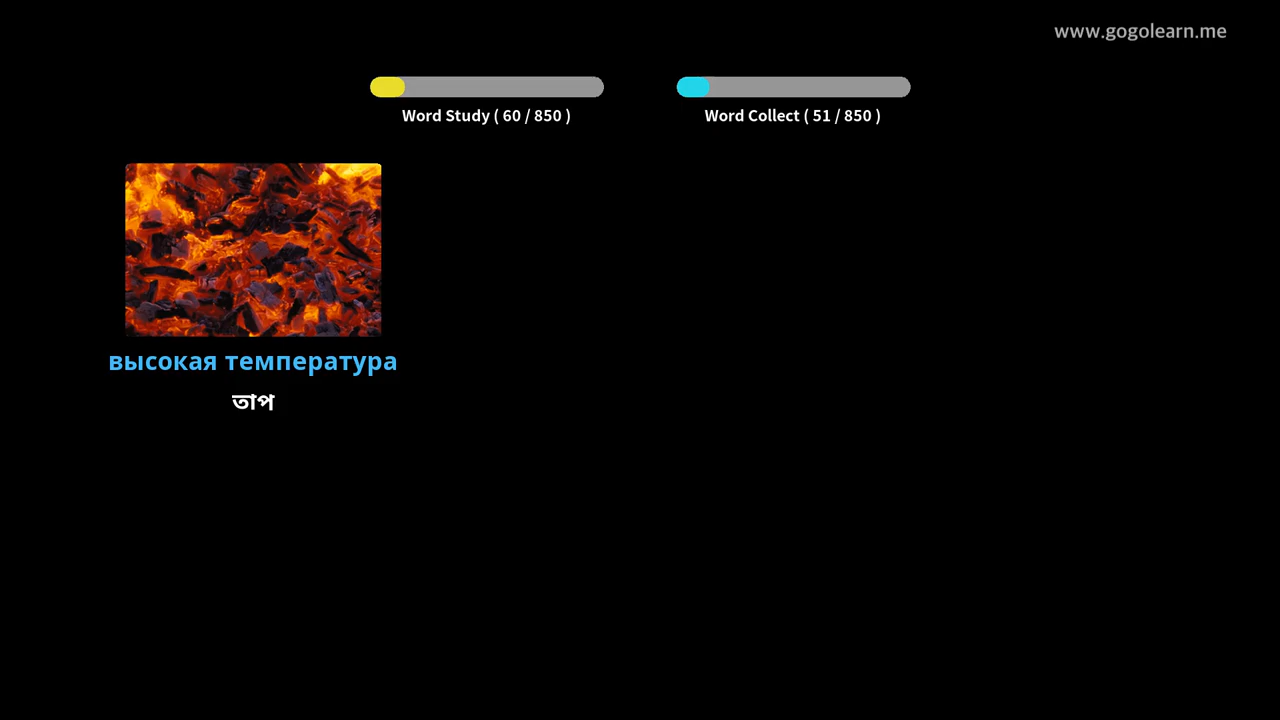 www.gogolearn.me
Word Study ( 60 / 850 )
Word Collect ( 51 / 850 )
высокая температура
তাপ